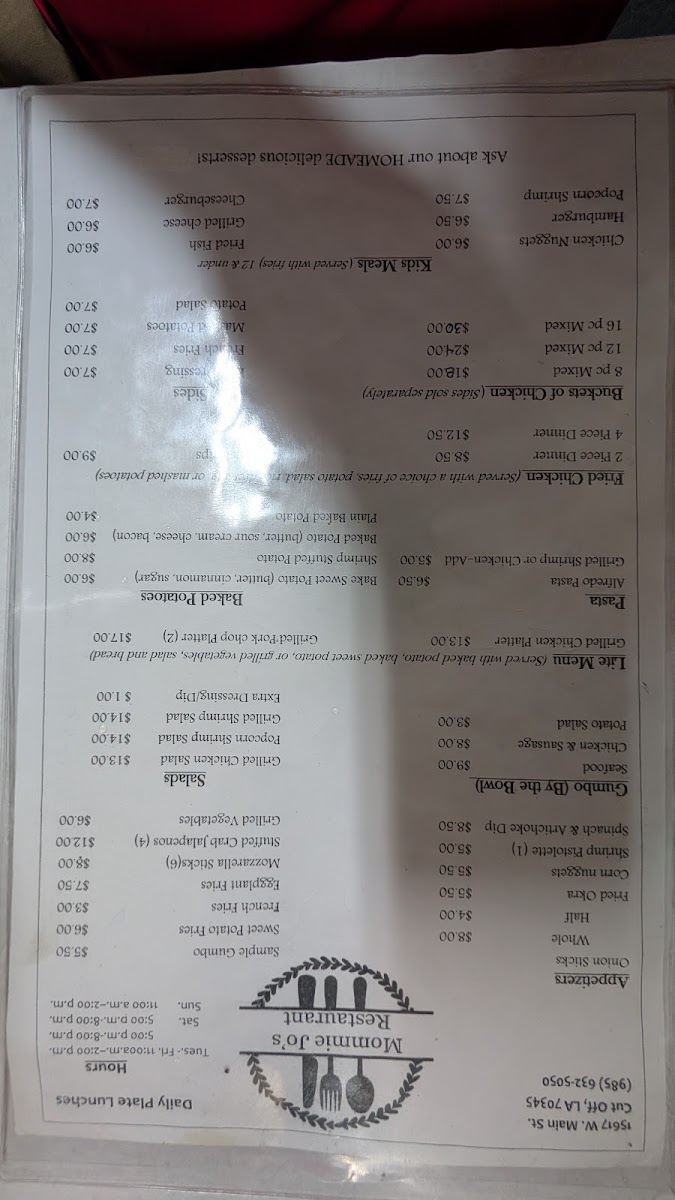 15617 W. Main St.
Cut Off, LA 70345
(985) 632-5050
Mommie Jo's
Restaurant
Daily Plate Lunches
Hours
Tues.- Fri. 11:00a.m.-2:00 p.m.
5:00 p.m.-8:00 p.m.
Sat. 5:00 p.m.-8:00 p.m.
Sun. 11:00 a.m.-2:00 p.m.
Appetizers
Onion Sticks
Whole $8.00
Half $4.00
Fried Okra $5.50
Corn nuggets $5.50
Shrimp Pistolette (1) $5.00
Spinach & Artichoke Dip $8.50
Sample Gumbo $5.50
Sweet Potato Fries $6.00
French Fries $3.00
Eggplant Fries $7.50
Mozzarella Sticks(6) $8.00
Stuffed Crab Jalapenos (4) $12.00
Grilled Vegetables $6.00
Gumbo (By the Bowl)
Seafood $9.00
Chicken & Sausage $8.00
Potato Salad $3.00
Salads
Grilled Chicken Salad $13.00
Popcorn Shrimp Salad $14.00
Grilled Shrimp Salad $14.00
Extra Dressing/Dip $ 1.00
Lite Menu (Served with baked potato, baked sweet potato, or grilled vegetables, salad and bread)
Grilled Chicken Platter $13.00 Grilled Pork chop Platter (2) $17.00
Pasta
Alfredo Pasta $6.50
Grilled Shrimp or Chicken-Add $5.00
Baked Potatoes
Bake Sweet Potato (butter, cinnamon, sugar) $6.00
Shrimp Stuffed Potato $8.00
Baked Potato (butter, sour cream, cheese, bacon) $6.00
Plain Baked Potato $4.00
Fried Chicken (Served with a choice of fries, potato salad, or mashed potatoes)
2 Piece Dinner $8.50 $9.00
4 Piece Dinner $12.50
Buckets of Chicken (Sides sold separately)
8 pc Mixed $18.00
12 pc Mixed $24.00
16 pc Mixed $30.00
Sides
$7.00
French Fries $7.00
Mashed Potatoes $7.00
Potato Salad $7.00
Kids Meals (Served with fries) 12 & under
Chicken Nuggets $6.00 Fried Fish $6.00
Hamburger $6.50 Grilled cheese $6.00
Popcorn Shrimp $7.50 Cheeseburger $7.00
Ask about our HOMEADE delicious desserts!